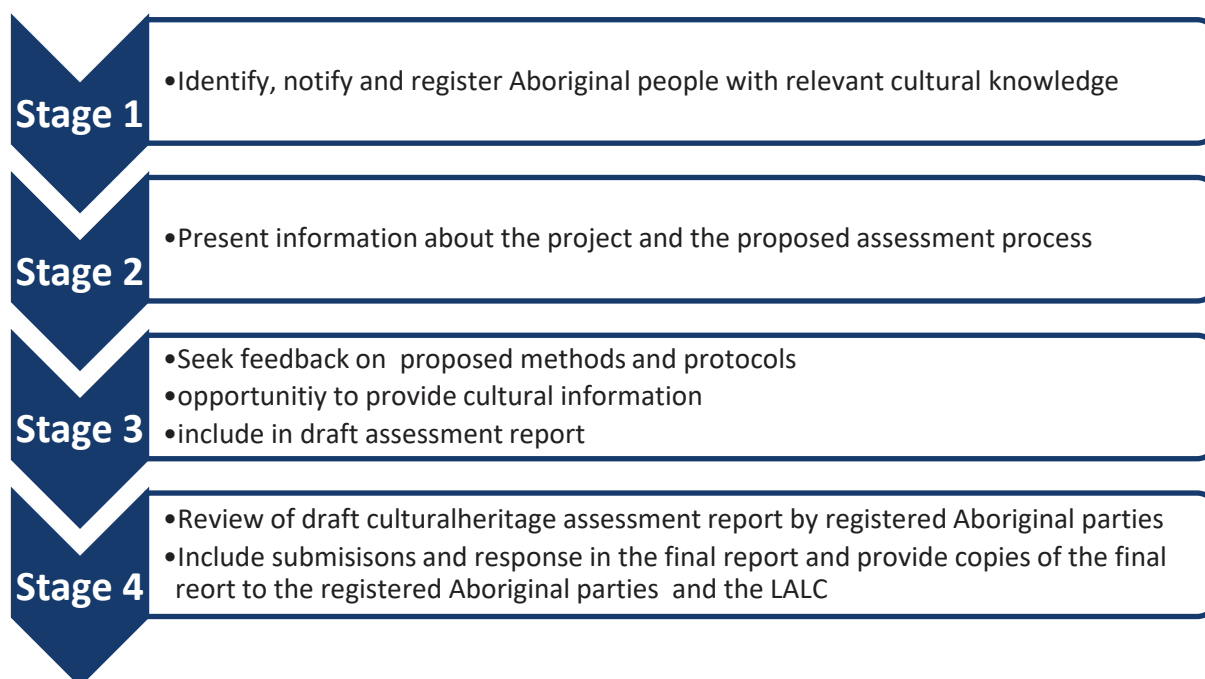 Stage 1
•Identify, notify and register Aboriginal people with relevant cultural knowledge
Stage 2
•Present information about the project and the proposed assessment process
Stage 3
•Seek feedback on  proposed methods and protocols
•opportunitiy to provide cultural information
•include in draft assessment report
Stage 4
•Review of draft culturalheritage assessment report by registered Aboriginal parties
•Include submisisons and response in the final report and provide copies of the final
reort to the registered Aboriginal parties  and the LALC